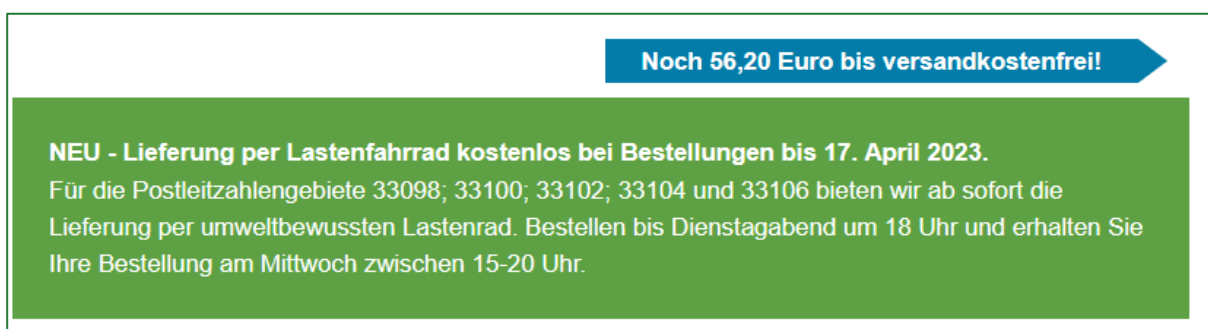 Noch 56,20 Euro bis versandkostenfrei!
NEU - Lieferung per Lastenfahrrad kostenlos bei Bestellungen bis 17. April 2023.
Für die Postleitzahlengebiete 33098; 33100; 33102; 33104 und 33106 bieten wir ab sofort die
Lieferung per umweltbewussten Lastenrad. Bestellen bis Dienstagabend um 18 Uhr und erhalten Sie
Ihre Bestellung am Mittwoch zwischen 15-20 Uhr.